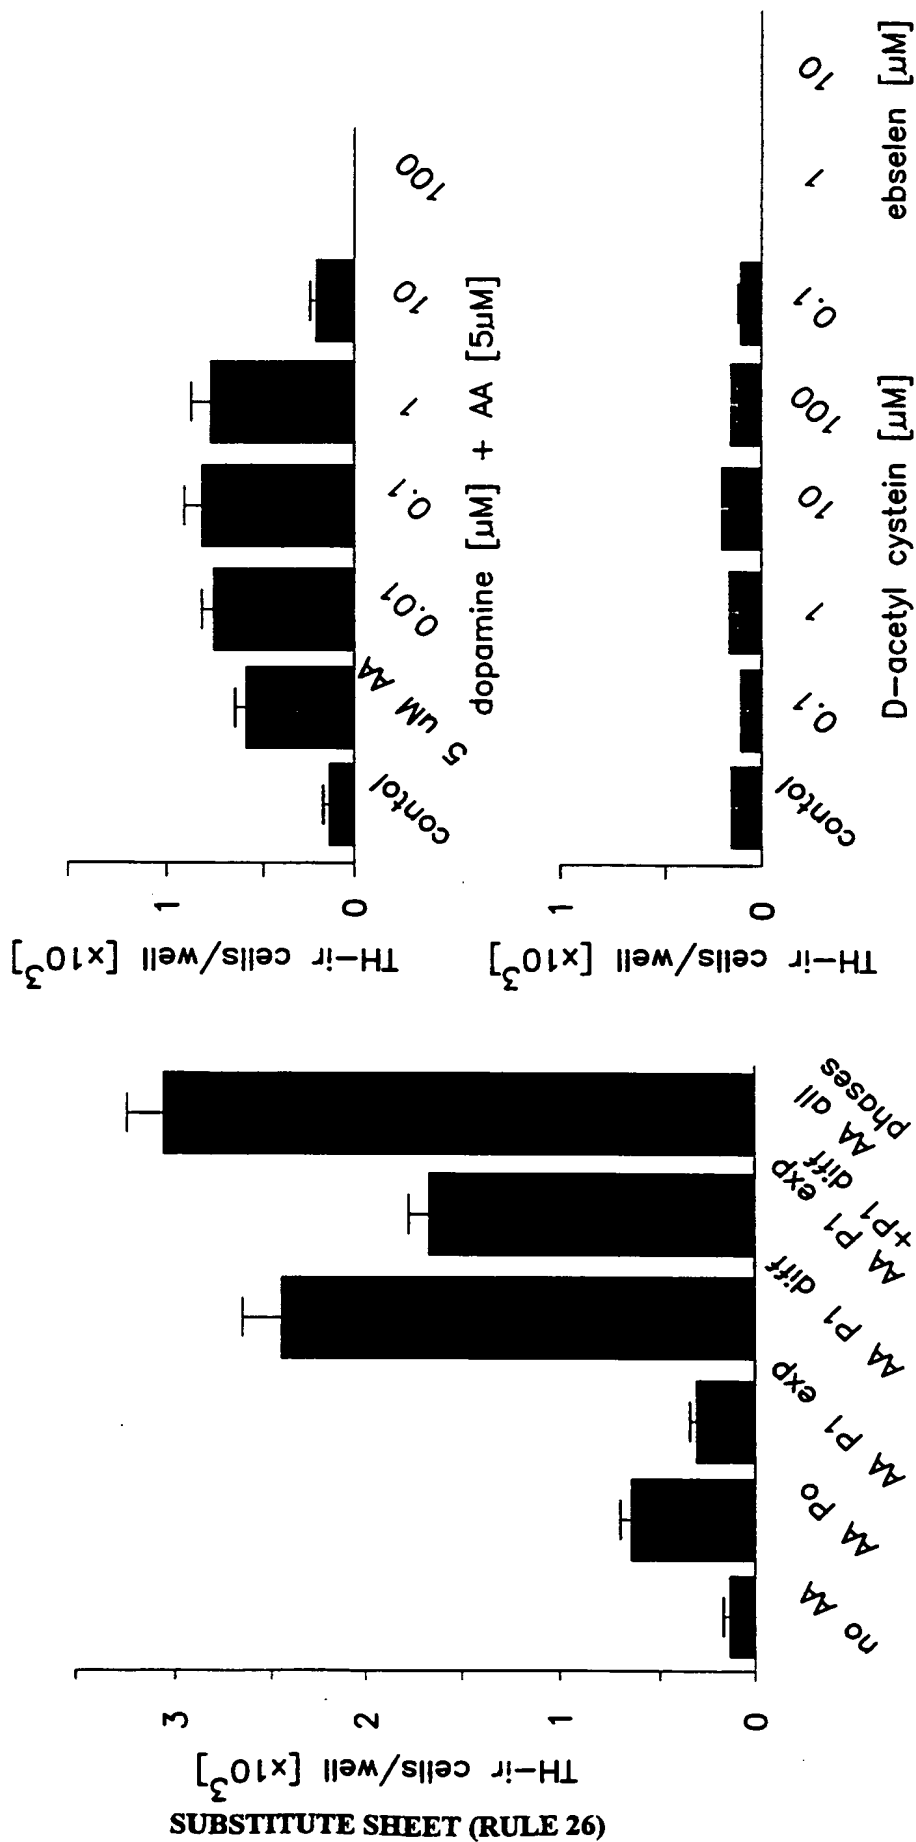 TH-ir cells/well [x10³]
3
2
1
0
no AA
AA Po
AA P1 exp
AA P1 diff
AA P1 exp
+P1 diff
AA all
phases
TH-ir cells/well [x10³]
1
0
contol
5 uM AA
0.01
0.1
1
10
100
dopamine [µM] + AA [5µM]
TH-ir cells/well [x10³]
1
0
contol
0.1
1
10
100
0.1
1
10
D-acetyl cystein [µM]
ebselen [µM]
SUBSTITUTE SHEET (RULE 26)